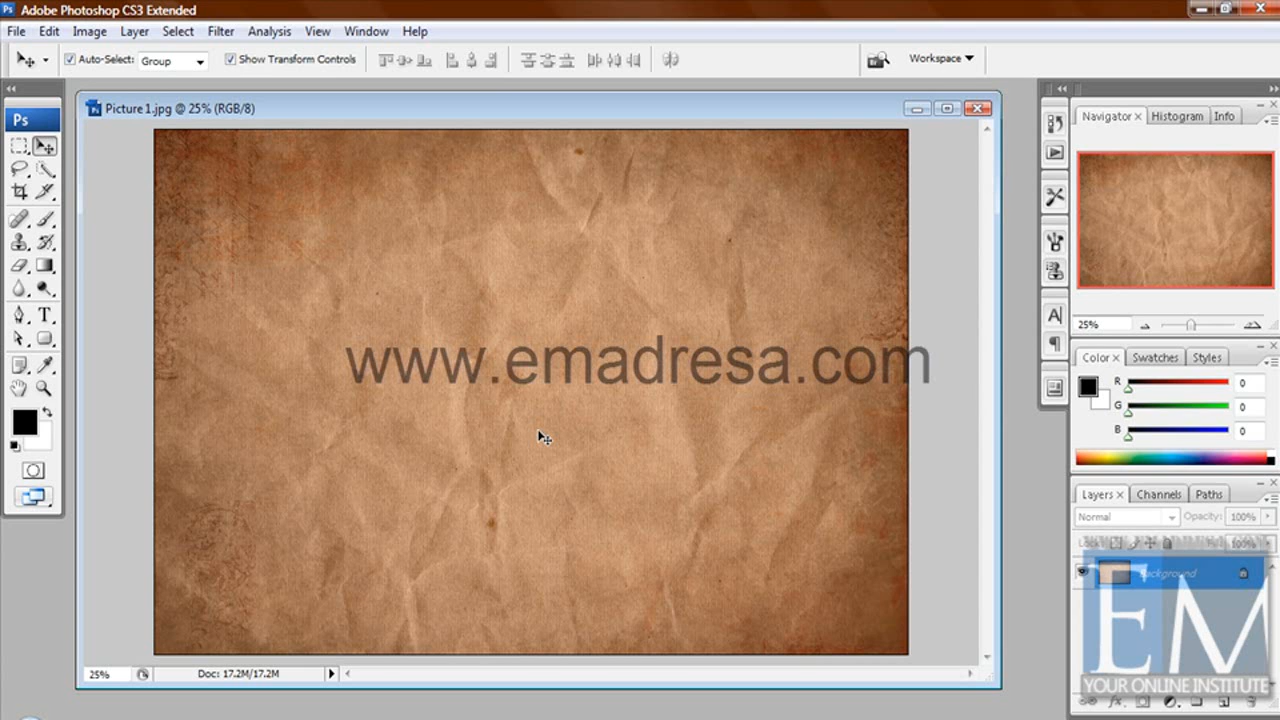 Adobe Photoshop CS3 Extended
File Edit Image Layer Select Filter Analysis View Window Help
Auto-Select: Group Show Transform Controls Workspace
Ps
Picture 1.jpg @ 25% (RGB/8)
Navigator Histogram Info
www.emadresa.com
25%
Color Swatches Styles
R 0
G 0
B 0
Layers Channels Paths
Normal Opacity: 100%
100%
Background
EM
YOUR ONLINE INSTITUTE
25% Doc: 17.2M/17.2M